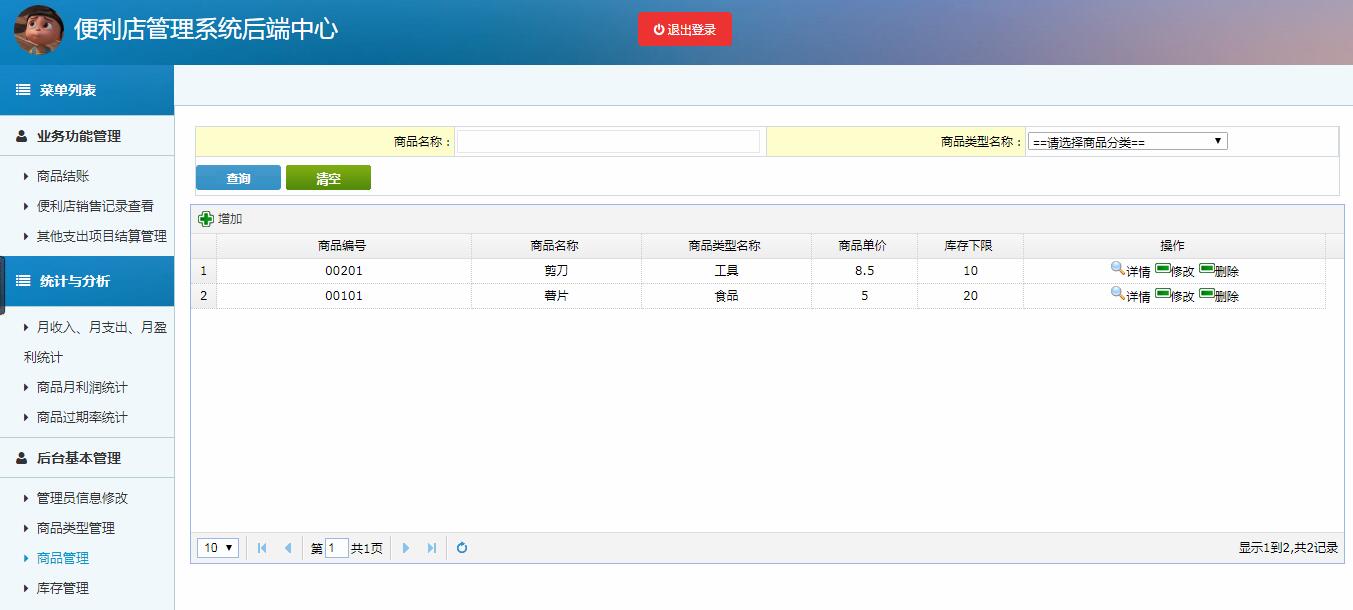 便利店管理系统后端中心
退出登录
菜单列表
业务功能管理
商品结账
便利店销售记录查看
其他支出项目结算管理
统计与分析
月收入、月支出、月盈
利统计
商品月利润统计
商品过期率统计
后台基本管理
管理员信息修改
商品类型管理
商品管理
库存管理
商品名称： 商品类型名称： ==请选择商品分类==
查询 清空
增加
商品编号 商品名称 商品类型名称 商品单价 库存下限 操作
1 00201 剪刀 工具 8.5 10 详情 修改 删除
2 00101 薯片 食品 5 20 详情 修改 删除
10 第 1 共1页 显示1到2,共2记录